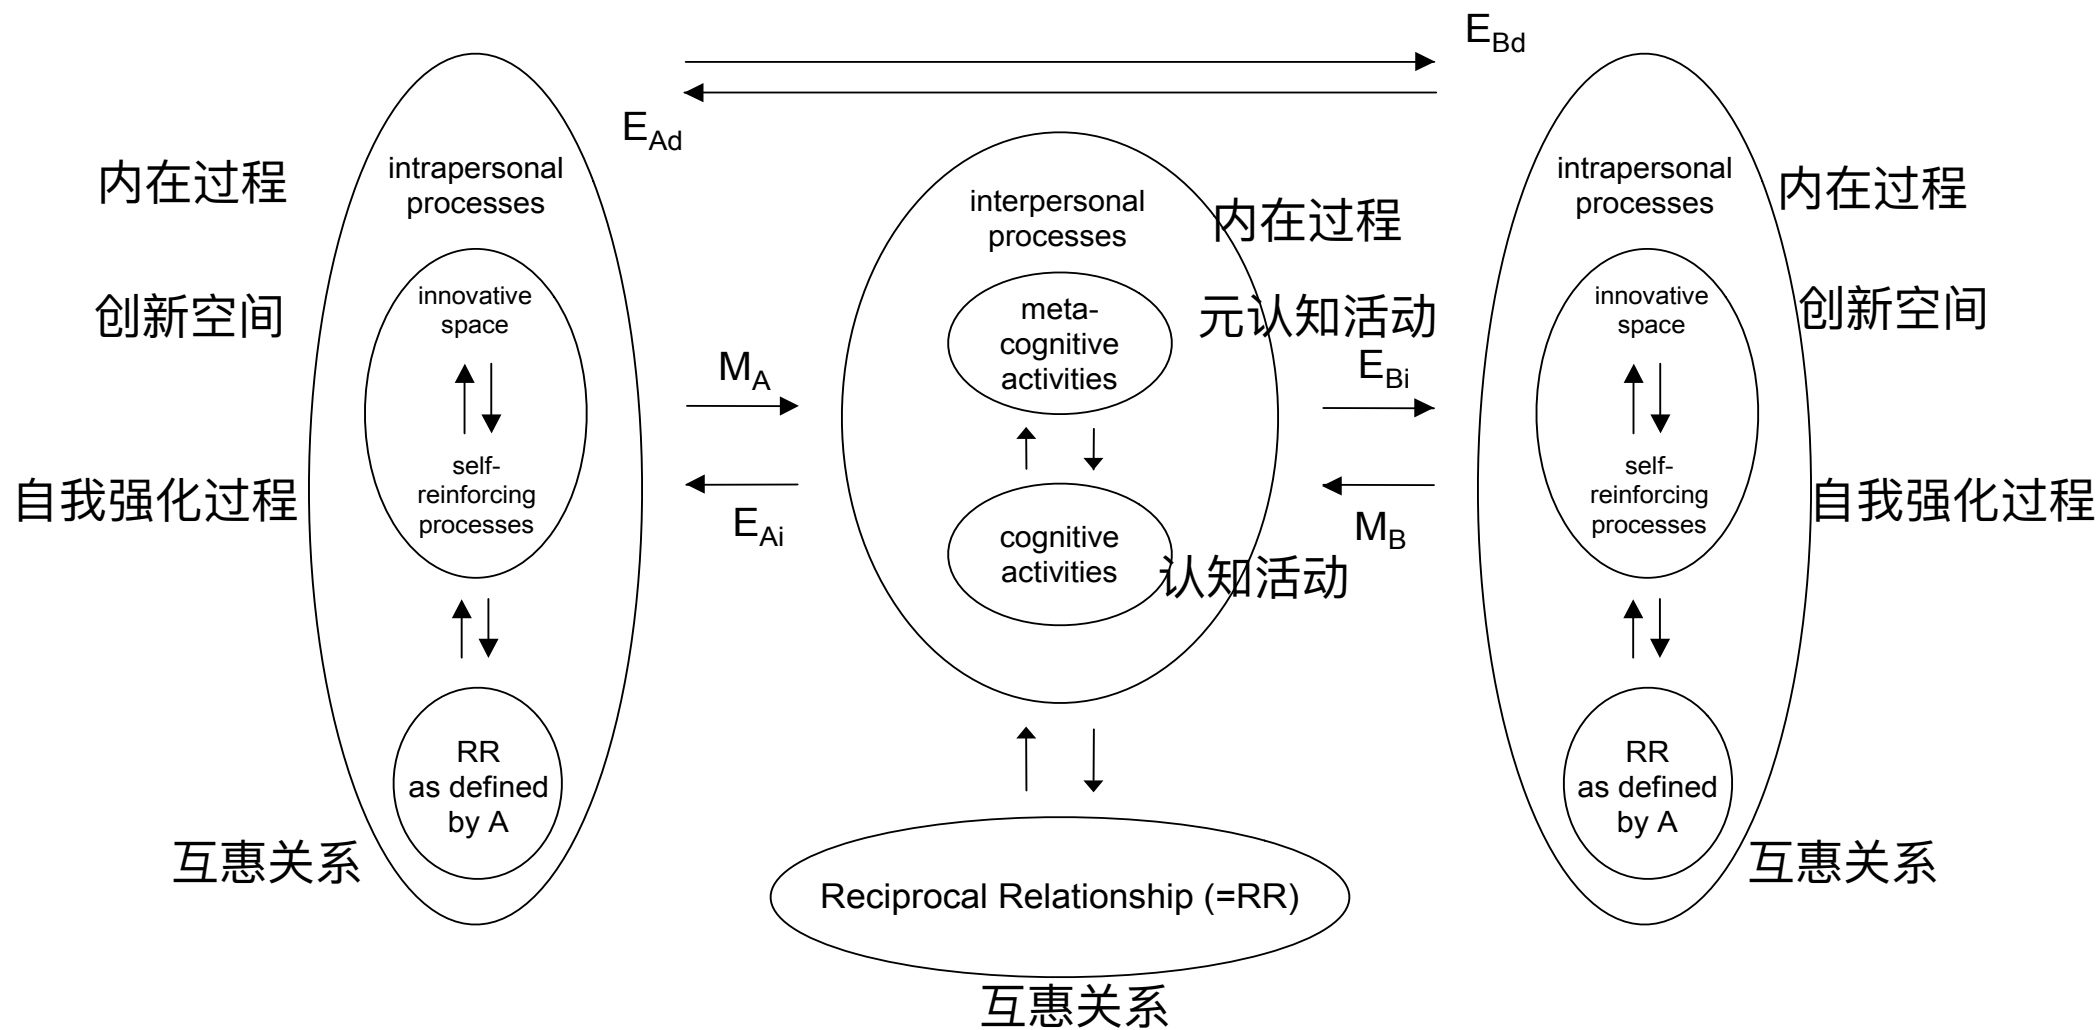 E_Bd
E_Ad
内在过程
intrapersonal
processes
创新空间
innovative
space
自我强化过程
self-
reinforcing
processes
互惠关系
RR
as defined
by A
M_A
E_Ai
interpersonal
processes
内在过程
meta-
cognitive
activities
元认知活动
cognitive
activities
认知活动
Reciprocal Relationship (=RR)
互惠关系
E_Bi
M_B
intrapersonal
processes
内在过程
innovative
space
创新空间
self-
reinforcing
processes
自我强化过程
RR
as defined
by A
互惠关系